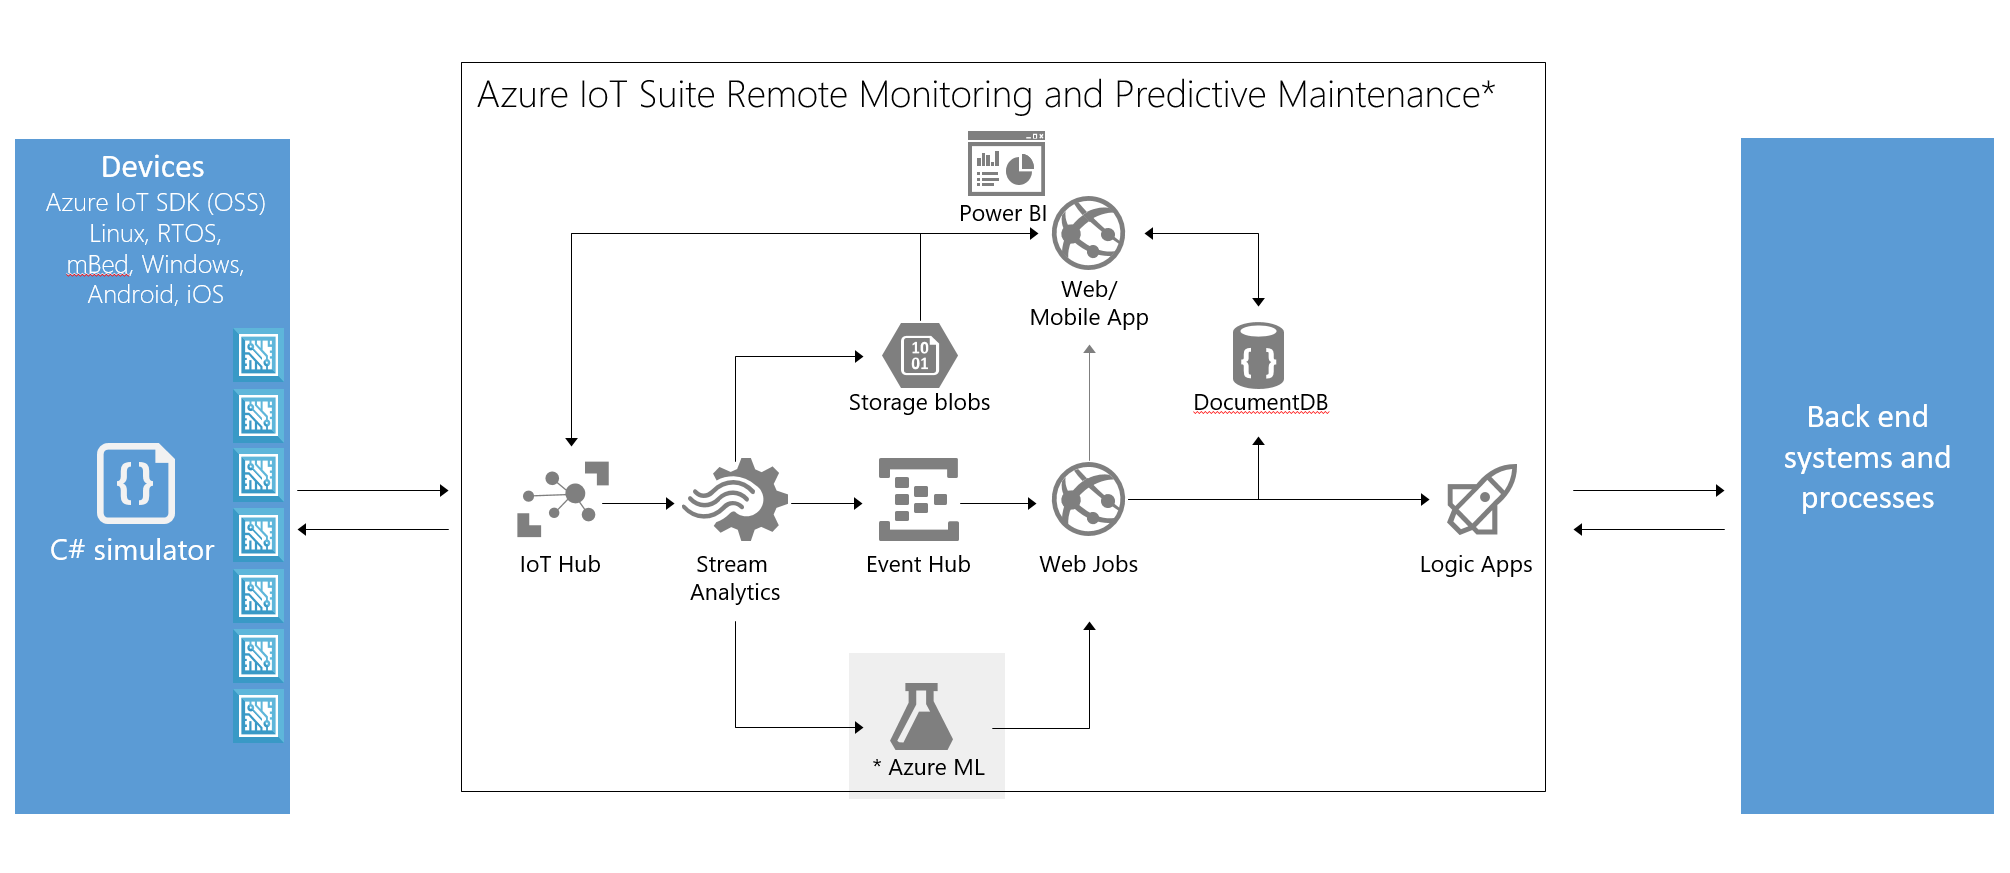 Azure IoT Suite Remote Monitoring and Predictive Maintenance*
Devices
Azure IoT SDK (OSS)
Linux, RTOS,
mBed, Windows,
Android, iOS
C# simulator
Power BI
Web/
Mobile App
10
01
Storage blobs
{ }
DocumentDB
IoT Hub
Stream
Analytics
Event Hub
Web Jobs
Logic Apps
* Azure ML
Back end
systems and
processes